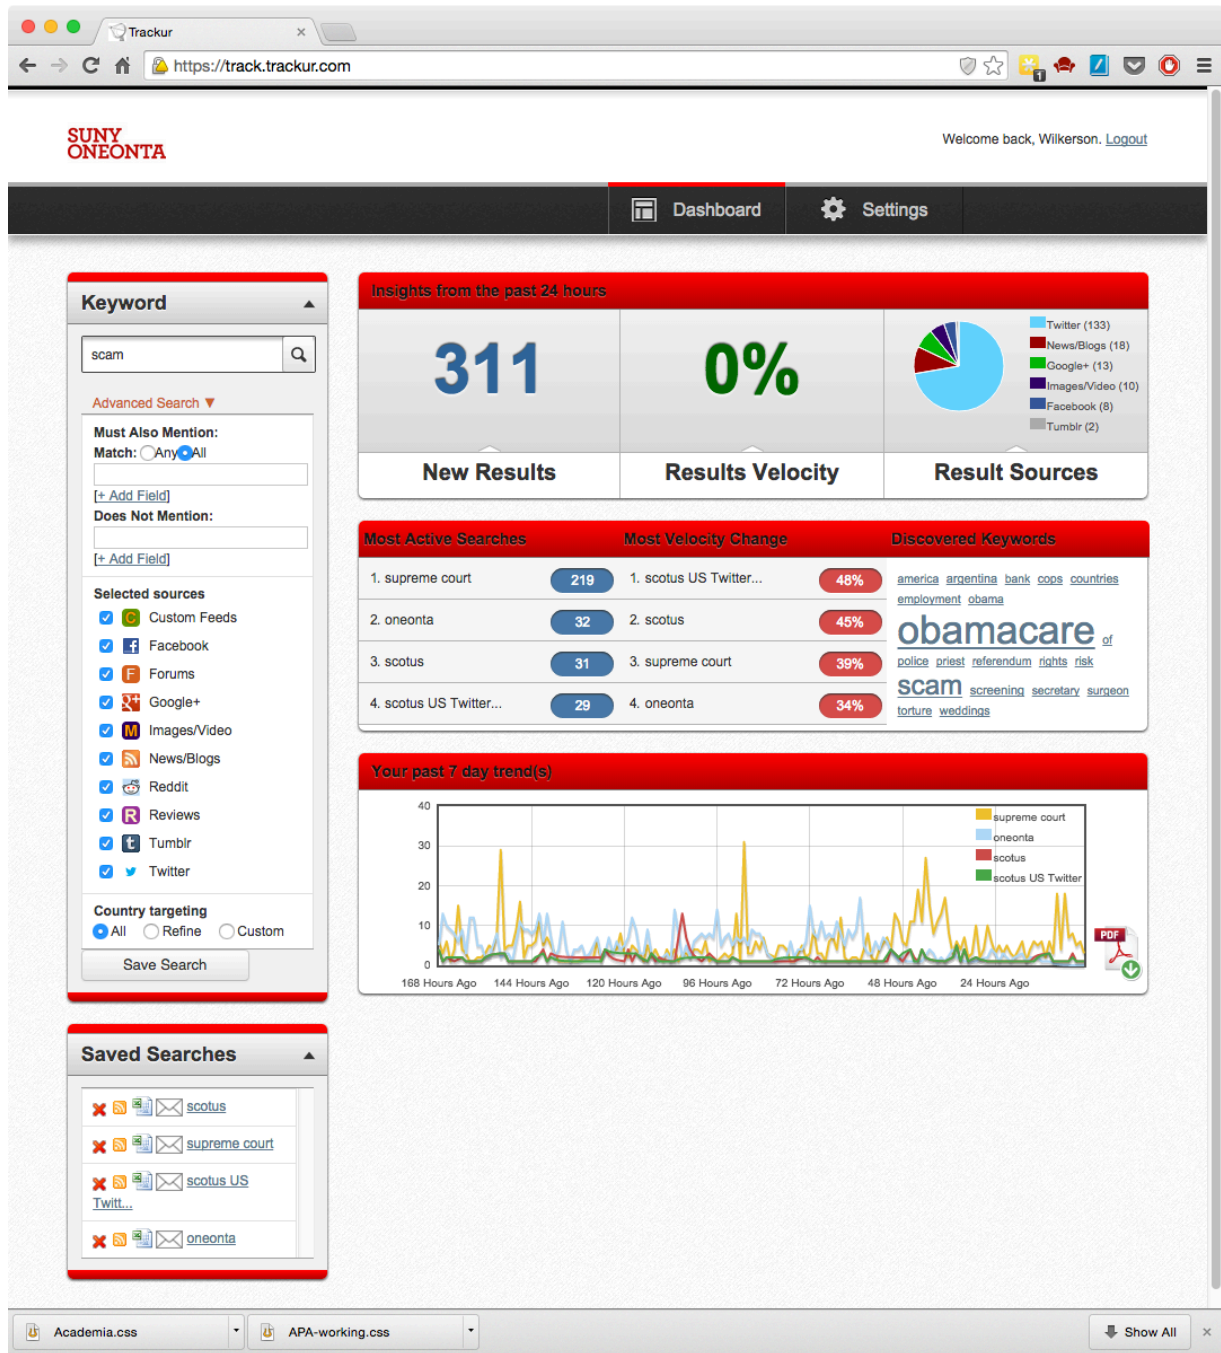 Trackur
https://track.trackur.com
1
SUNY
ONEONTA
Welcome back, Wilkerson. Logout
Dashboard
Settings
Keyword
scam
Advanced Search ▼
Must Also Mention:
Match: Any All
[+ Add Field]
Does Not Mention:
[+ Add Field]
Selected sources
C Custom Feeds
f Facebook
F Forums
g+ Google+
M Images/Video
News/Blogs
Reddit
R Reviews
t Tumblr
Twitter
Country targeting
All Refine Custom
Save Search
Saved Searches
scotus
supreme court
scotus US
Twitt...
oneonta
Insights from the past 24 hours
311
New Results
0%
Results Velocity
Twitter (133)
News/Blogs (18)
Google+ (13)
Images/Video (10)
Facebook (8)
Tumblr (2)
Result Sources
Most Active Searches
1. supreme court 219
2. oneonta 32
3. scotus 31
4. scotus US Twitter... 29
Most Velocity Change
1. scotus US Twitter... 48%
2. scotus 45%
3. supreme court 39%
4. oneonta 34%
Discovered Keywords
america argentina bank cops countries
employment obama
obamacare of
police priest referendum rights risk
scam screening secretary surgeon
torture weddings
Your past 7 day trend(s)
40
30
20
10
0
supreme court
oneonta
scotus
scotus US Twitter
168 Hours Ago 144 Hours Ago 120 Hours Ago 96 Hours Ago 72 Hours Ago 48 Hours Ago 24 Hours Ago
PDF
Academia.css
APA-working.css
Show All